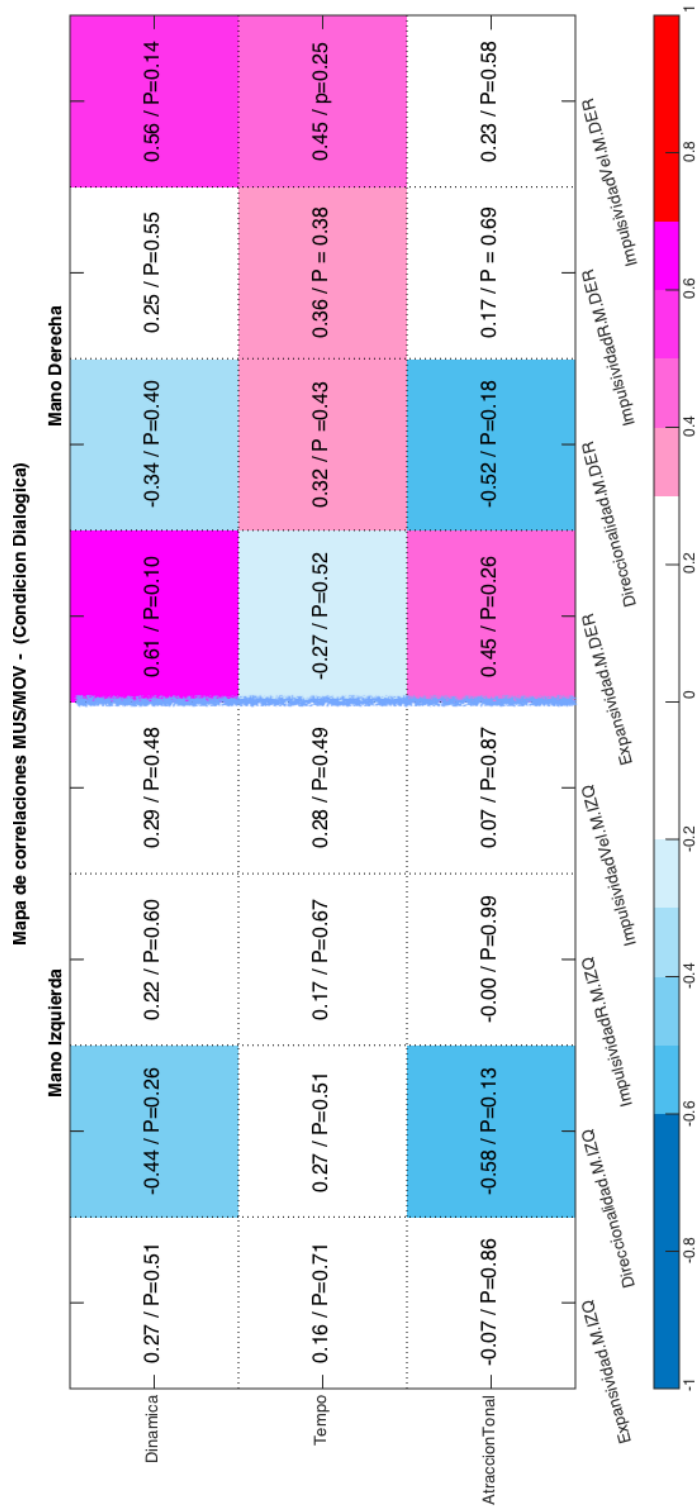 Mapa de correlaciones MUS/MOV - (Condicion Dialogica)
Mano Izquierda Mano Derecha
Dinamica 0.27 / P=0.51 -0.44 / P=0.26 0.22 / P=0.60 0.29 / P=0.48 0.61 / P=0.10 -0.34 / P=0.40 0.25 / P=0.55 0.56 / P=0.14
Tempo 0.16 / P=0.71 0.27 / P=0.51 0.17 / P=0.67 0.28 / P=0.49 -0.27 / P=0.52 0.32 / P =0.43 0.36 / P = 0.38 0.45 / p=0.25
AtraccionTonal -0.07 / P=0.86 -0.58 / P=0.13 -0.00 / P=0.99 0.07 / P=0.87 0.45 / P=0.26 -0.52 / P=0.18 0.17 / P = 0.69 0.23 / P=0.58
Expansividad.M.IZQ Direccionalidad.M.IZQ ImpulsividadR.M.IZQ ImpulsividadVel.M.IZQ Expansividad.M.DER Direccionalidad.M.DER ImpulsividadR.M.DER ImpulsividadVel.M.DER
-1 -0.8 -0.6 -0.4 -0.2 0 0.2 0.4 0.6 0.8 1